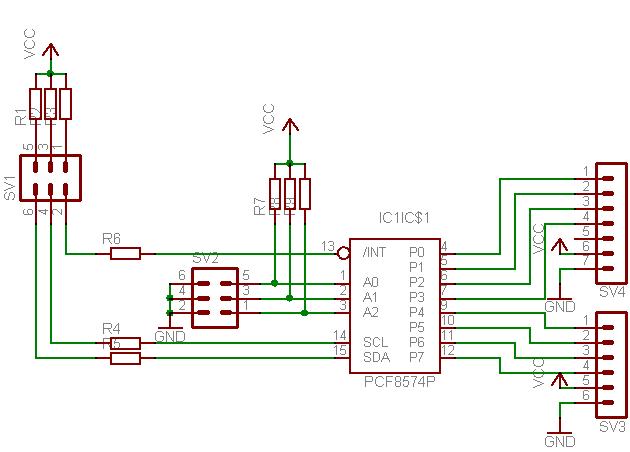 VCC
R1
R2
R3
5
3
1
SV1
6
4
2
VCC
R7
R8
R9
IC1IC$1
R6
13
/INT
P0
4
P1
5
SV2
6
5
1
A0
P2
6
4
3
2
A1
P3
7
2
1
3
A2
P4
9
GND
P5
10
R4
14
SCL
P6
11
R5
15
SDA
P7
12
PCF8574P
1
2
3
4
5
6
7
VCC
GND
SV4
1
2
3
4
5
6
VCC
GND
SV3